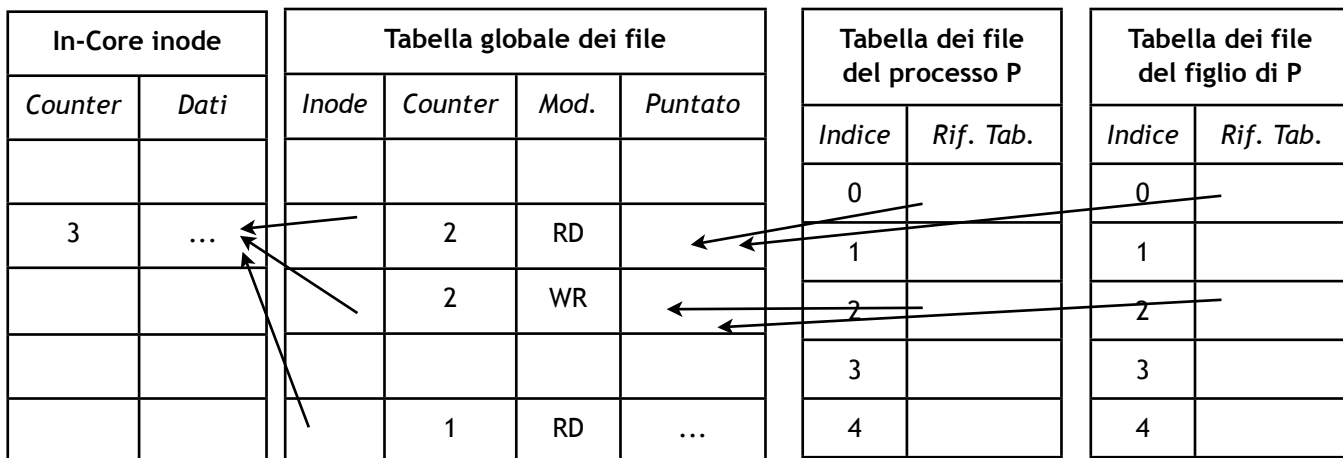 In-Core inode
Counter Dati
3 ...
Tabella globale dei file
Inode Counter Mod. Puntato
2 RD
2 WR
1 RD ...
Tabella dei file
del processo P
Indice Rif. Tab.
0
1
2
3
4
Tabella dei file
del figlio di P
Indice Rif. Tab.
0
1
2
3
4